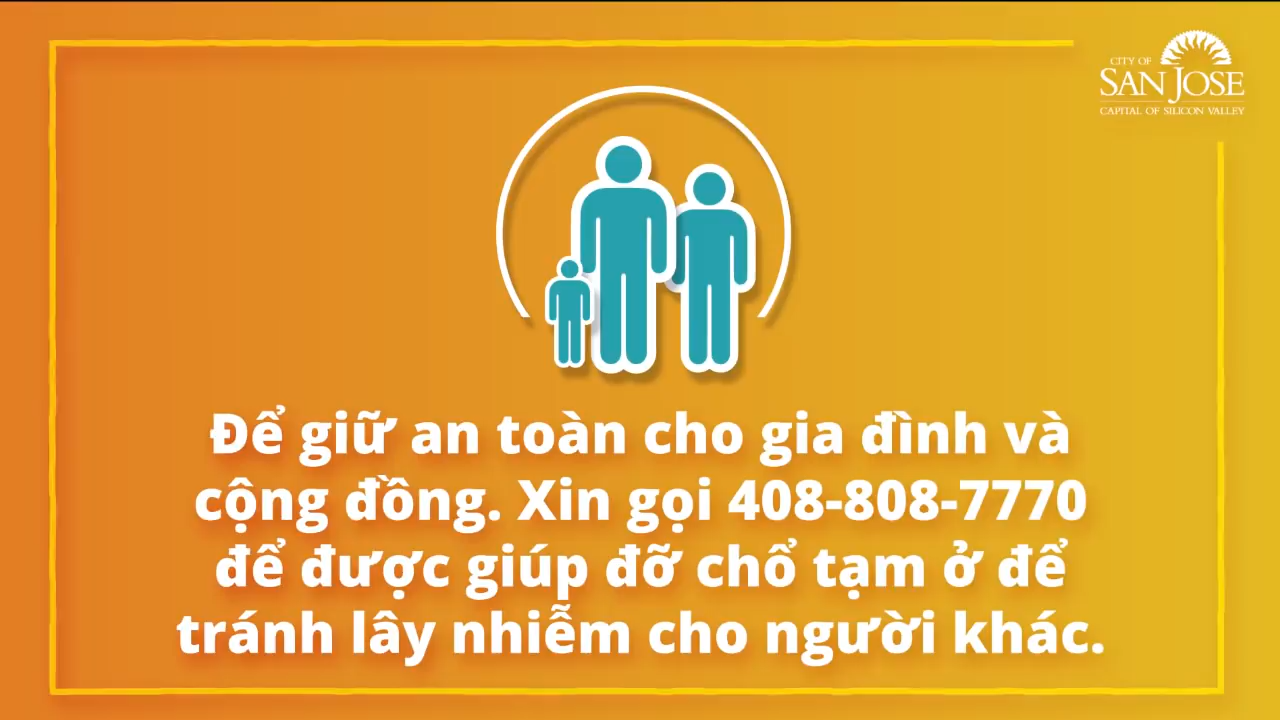 CITY OF
SAN JOSE
CAPITAL OF SILICON VALLEY
Để giữ an toàn cho gia đình và
cộng đồng. Xin gọi 408-808-7770
để được giúp đỡ chổ tạm ở để
tránh lây nhiễm cho người khác.